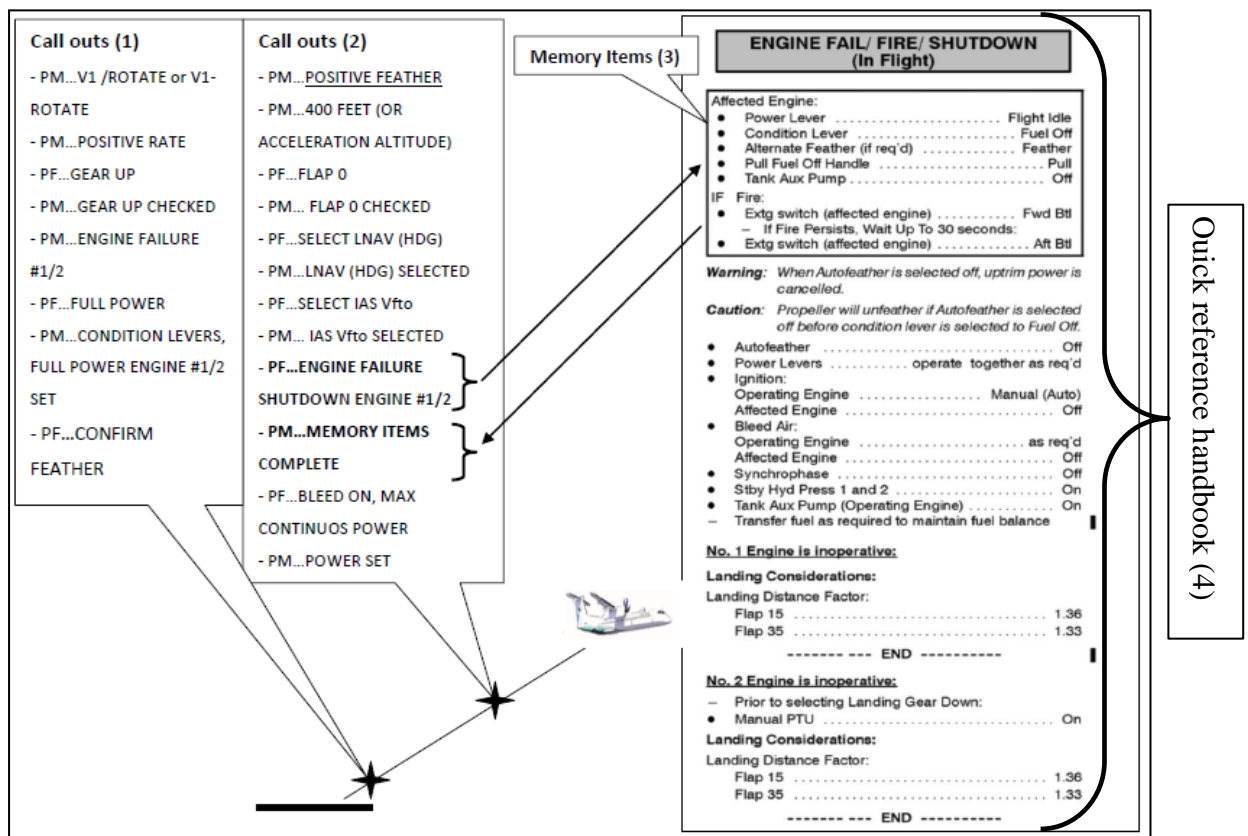 Call outs (1)
- PM...V1 /ROTATE or V1-
ROTATE
- PM...POSITIVE RATE
- PF...GEAR UP
- PM...GEAR UP CHECKED
- PM...ENGINE FAILURE
#1/2
- PF...FULL POWER
- PM...CONDITION LEVERS,
FULL POWER ENGINE #1/2
SET
- PF...CONFIRM
FEATHER
Call outs (2)
- PM...POSITIVE FEATHER
- PM...400 FEET (OR
ACCELERATION ALTITUDE)
- PF...FLAP 0
- PM... FLAP 0 CHECKED
- PF...SELECT LNAV (HDG)
- PM...LNAV (HDG) SELECTED
- PF...SELECT IAS Vfto
- PM... IAS Vfto SELECTED
- PF...ENGINE FAILURE
SHUTDOWN ENGINE #1/2
- PM...MEMORY ITEMS
COMPLETE
- PF...BLEED ON, MAX
CONTINUOS POWER
- PM...POWER SET
Memory Items (3)
ENGINE FAIL/ FIRE/ SHUTDOWN
(In Flight)
Affected Engine:
● Power Lever ........................ Flight Idle
● Condition Lever ........................ Fuel Off
● Alternate Feather (if req'd) ............. Feather
● Pull Fuel Off Handle ........................ Pull
● Tank Aux Pump ........................ Off
IF Fire:
● Extg switch (affected engine) ........... Fwd Btl
– If Fire Persists, Wait Up To 30 seconds:
● Extg switch (affected engine) ............ Aft Btl
Warning: When Autofeather is selected off, uptrim power is
cancelled.
Caution: Propeller will unfeather if Autofeather is selected
off before condition lever is selected to Fuel Off.
● Autofeather ........................ Off
● Power Levers ........... operate together as req'd
● Ignition:
Operating Engine .................. Manual (Auto)
Affected Engine ........................ Off
● Bleed Air:
Operating Engine ........................ as req'd
Affected Engine ........................ Off
● Synchrophase ........................ Off
● Stby Hyd Press 1 and 2 ........................ On
● Tank Aux Pump (Operating Engine) ............. On
– Transfer fuel as required to maintain fuel balance
No. 1 Engine is inoperative:
Landing Considerations:
Landing Distance Factor:
Flap 15 ........................ 1.36
Flap 35 ........................ 1.33
------- --- END ----------
No. 2 Engine is inoperative:
– Prior to selecting Landing Gear Down:
● Manual PTU ........................ On
Landing Considerations:
Landing Distance Factor:
Flap 15 ........................ 1.36
Flap 35 ........................ 1.33
------- --- END ----------
Quick reference handbook (4)